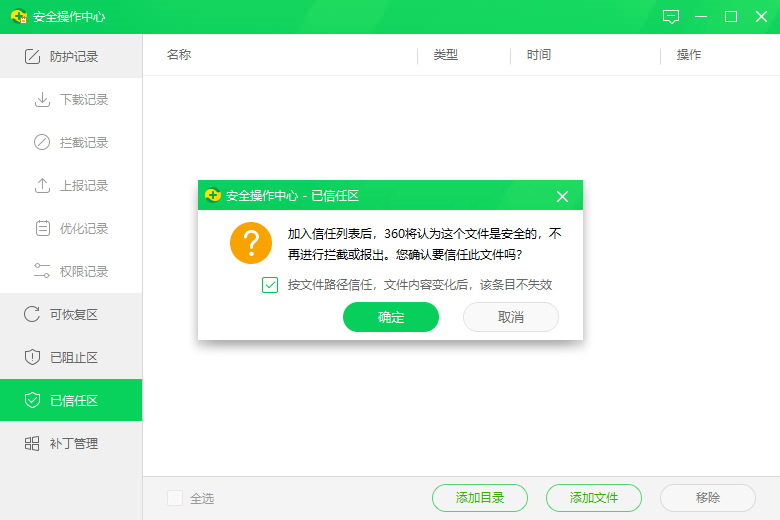 安全操作中心
防护记录
下载记录
拦截记录
上报记录
优化记录
权限记录
可恢复区
已阻止区
已信任区
补丁管理
名称 类型 时间 操作
安全操作中心 - 已信任区
加入信任列表后，360将认为这个文件是安全的，不
再进行拦截或报出。您确认要信任此文件吗？
按文件路径信任，文件内容变化后，该条目不失效
确定 取消
全选 添加目录 添加文件 移除